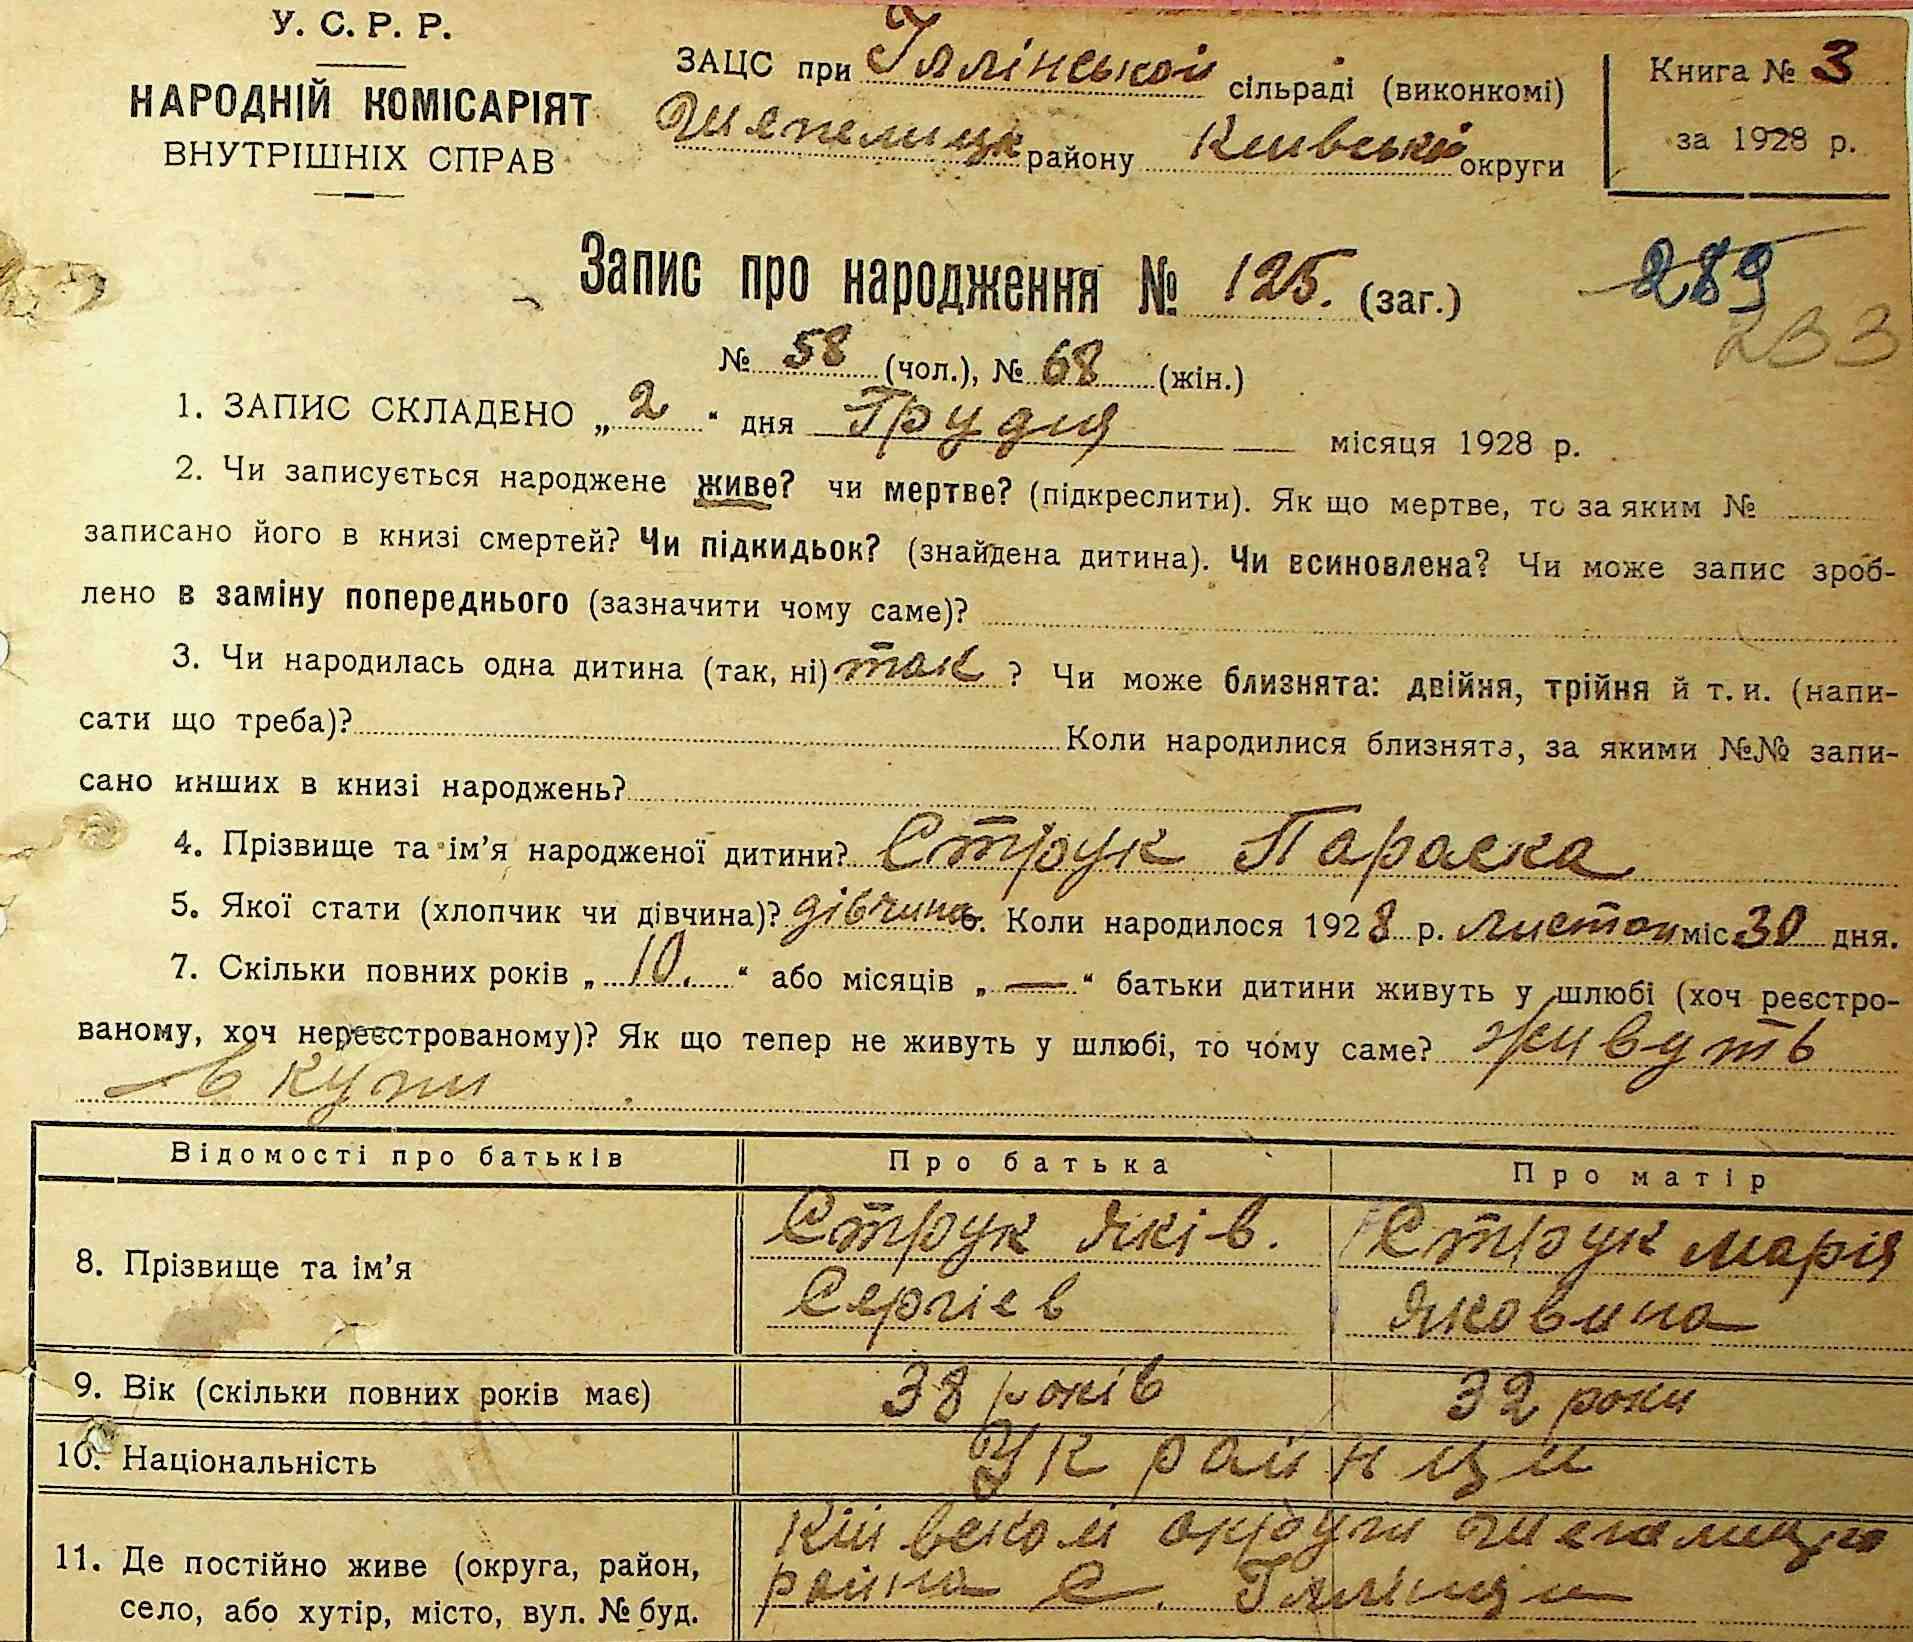 У. С. Р. Р.
НАРОДНІЙ КОМІСАРІЯТ
ВНУТРІШНІХ СПРАВ
ЗАЦС при Іллінській сільраді (виконкомі)
Шепелицк району Київської округи
Книга № 3
за 1928 р.
Запис про народження № 125. (заг.)
289
233
№ 58 (чол.), № 68 (жін.)
1. ЗАПИС СКЛАДЕНО „2“ дня Грудня місяця 1928 р.
2. Чи записується народжене живе? чи мертве? (підкреслити). Як що мертве, то за яким №
записано його в книзі смертей? Чи підкидьок? (знайдена дитина). Чи всиновлена? Чи може запис зроб-
лено в заміну попереднього (зазначити чому саме)?
3. Чи народилась одна дитина (так, ні) так ? Чи може близнята: двійня, трійня й т. и. (напи-
сати що треба)? Коли народилися близнята, за якими №№ запи-
сано инших в книзі народжень?
4. Прізвище та ім’я народженої дитини? Струк Параска
5. Якої стати (хлопчик чи дівчина)? дівчина 6. Коли народилося 1928 р. листоп міс 30 дня.
7. Скільки повних років „10.“ або місяців „—“ батьки дитини живуть у шлюбі (хоч реєстро-
ваному, хоч нереєстрованому)? Як що тепер не живуть у шлюбі, то чому саме? живуть
в купи
Відомості про батьків Про батька Про матір
8. Прізвище та ім’я Струк Яків. Струк Марія
Сергієв Яковина
9. Вік (скільки повних років має) 38 років 32 роки
10. Національність Українци
11. Де постійно живе (округа, район, Київскої округи
село, або хутір, місто, вул. № буд. району С. Іллінци